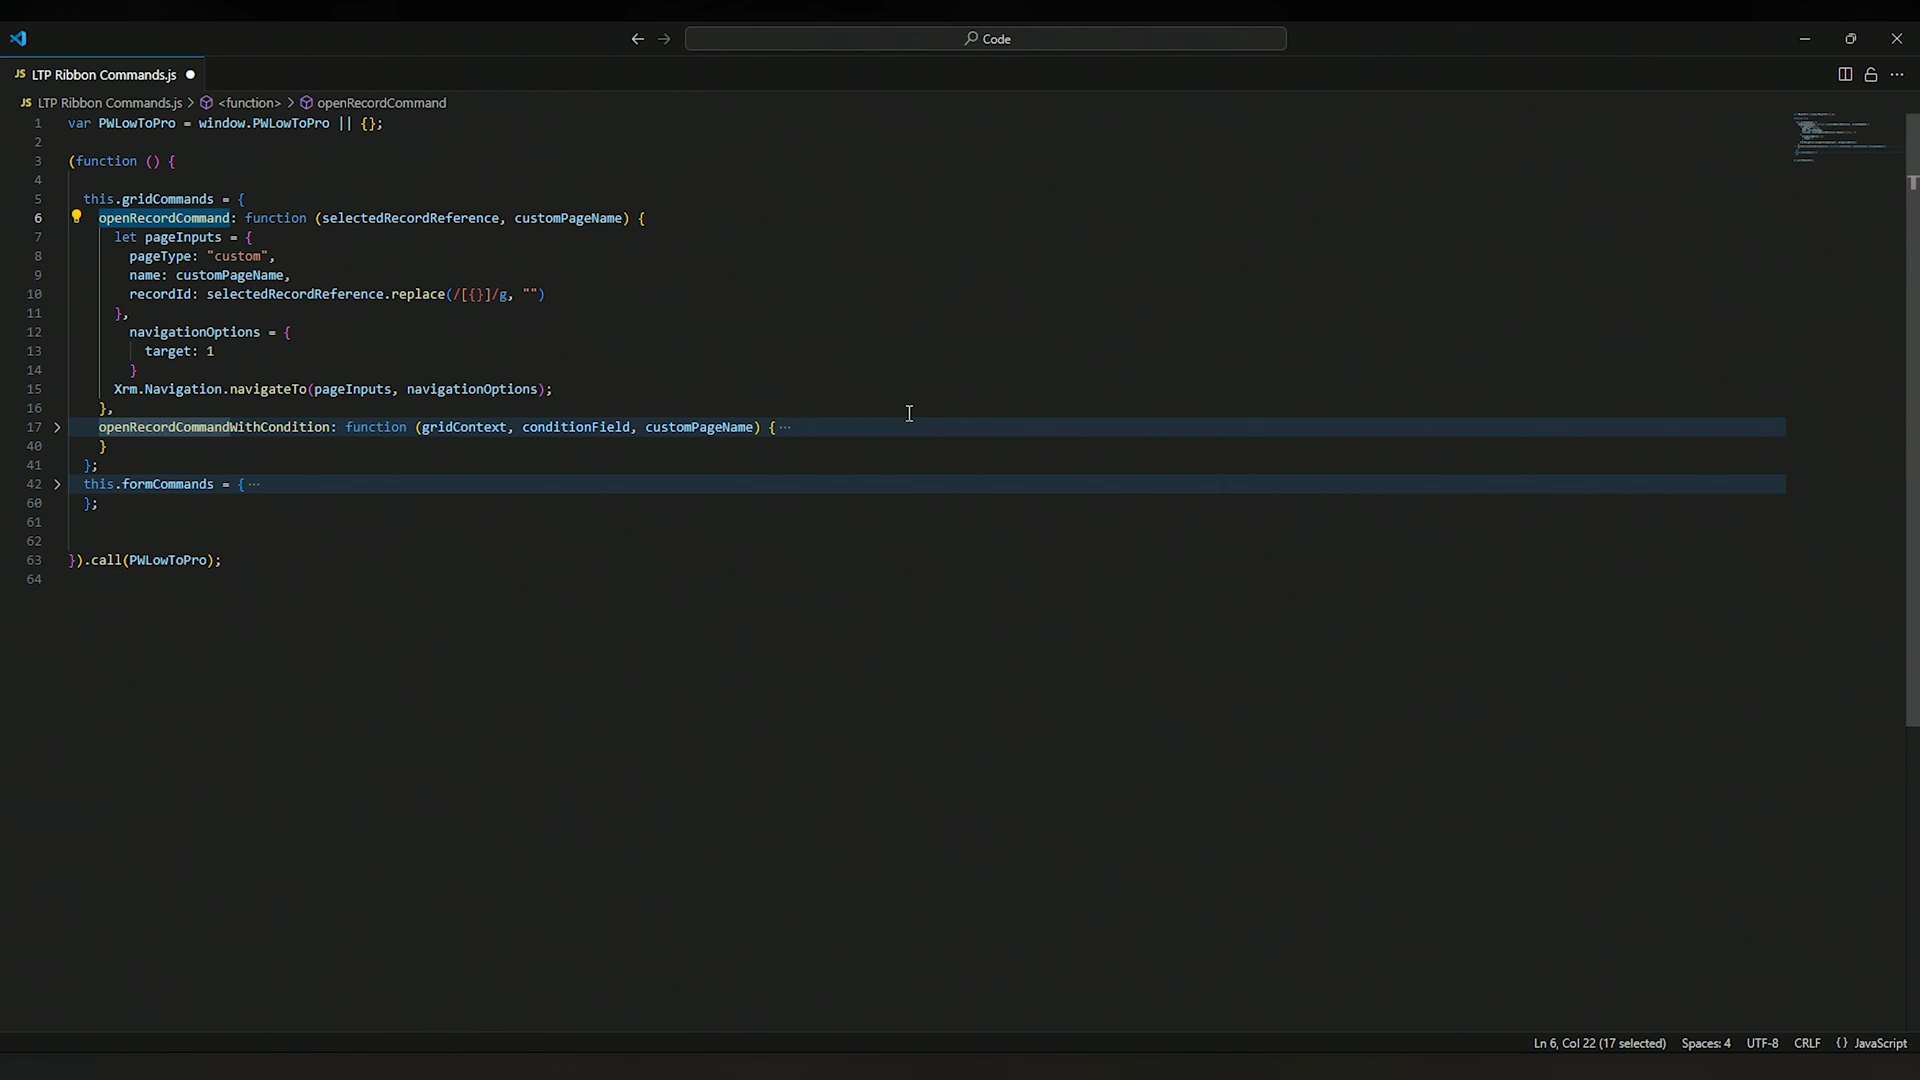 Code
JS LTP Ribbon Commands.js
JS LTP Ribbon Commands.js > <function> > openRecordCommand
1 var PWLowToPro = window.PWLowToPro || {};
2
3 (function () {
4
5 this.gridCommands = {
6 openRecordCommand: function (selectedRecordReference, customPageName) {
7 let pageInputs = {
8 pageType: "custom",
9 name: customPageName,
10 recordId: selectedRecordReference.replace(/[{}]/g, "")
11 },
12 navigationOptions = {
13 target: 1
14 }
15 Xrm.Navigation.navigateTo(pageInputs, navigationOptions);
16 },
17 > openRecordCommandWithCondition: function (gridContext, conditionField, customPageName) { ···
40 }
41 };
42 > this.formCommands = { ···
60 };
61
62
63 }).call(PWLowToPro);
64
Ln 6, Col 22 (17 selected) Spaces: 4 UTF-8 CRLF {} JavaScript